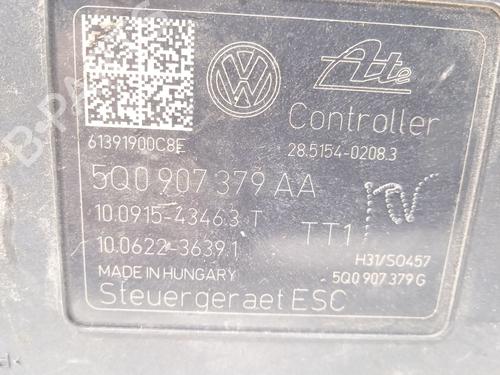 VW Ate
Controller
61391900C8E 28.5154-0208.3
5Q0 907 379 AA
10.0915-4346.3 T
10.0622-3639.1 TT1
H31/S0457
MADE IN HUNGARY 5Q0 907 379 G
Steuergeraet ESC